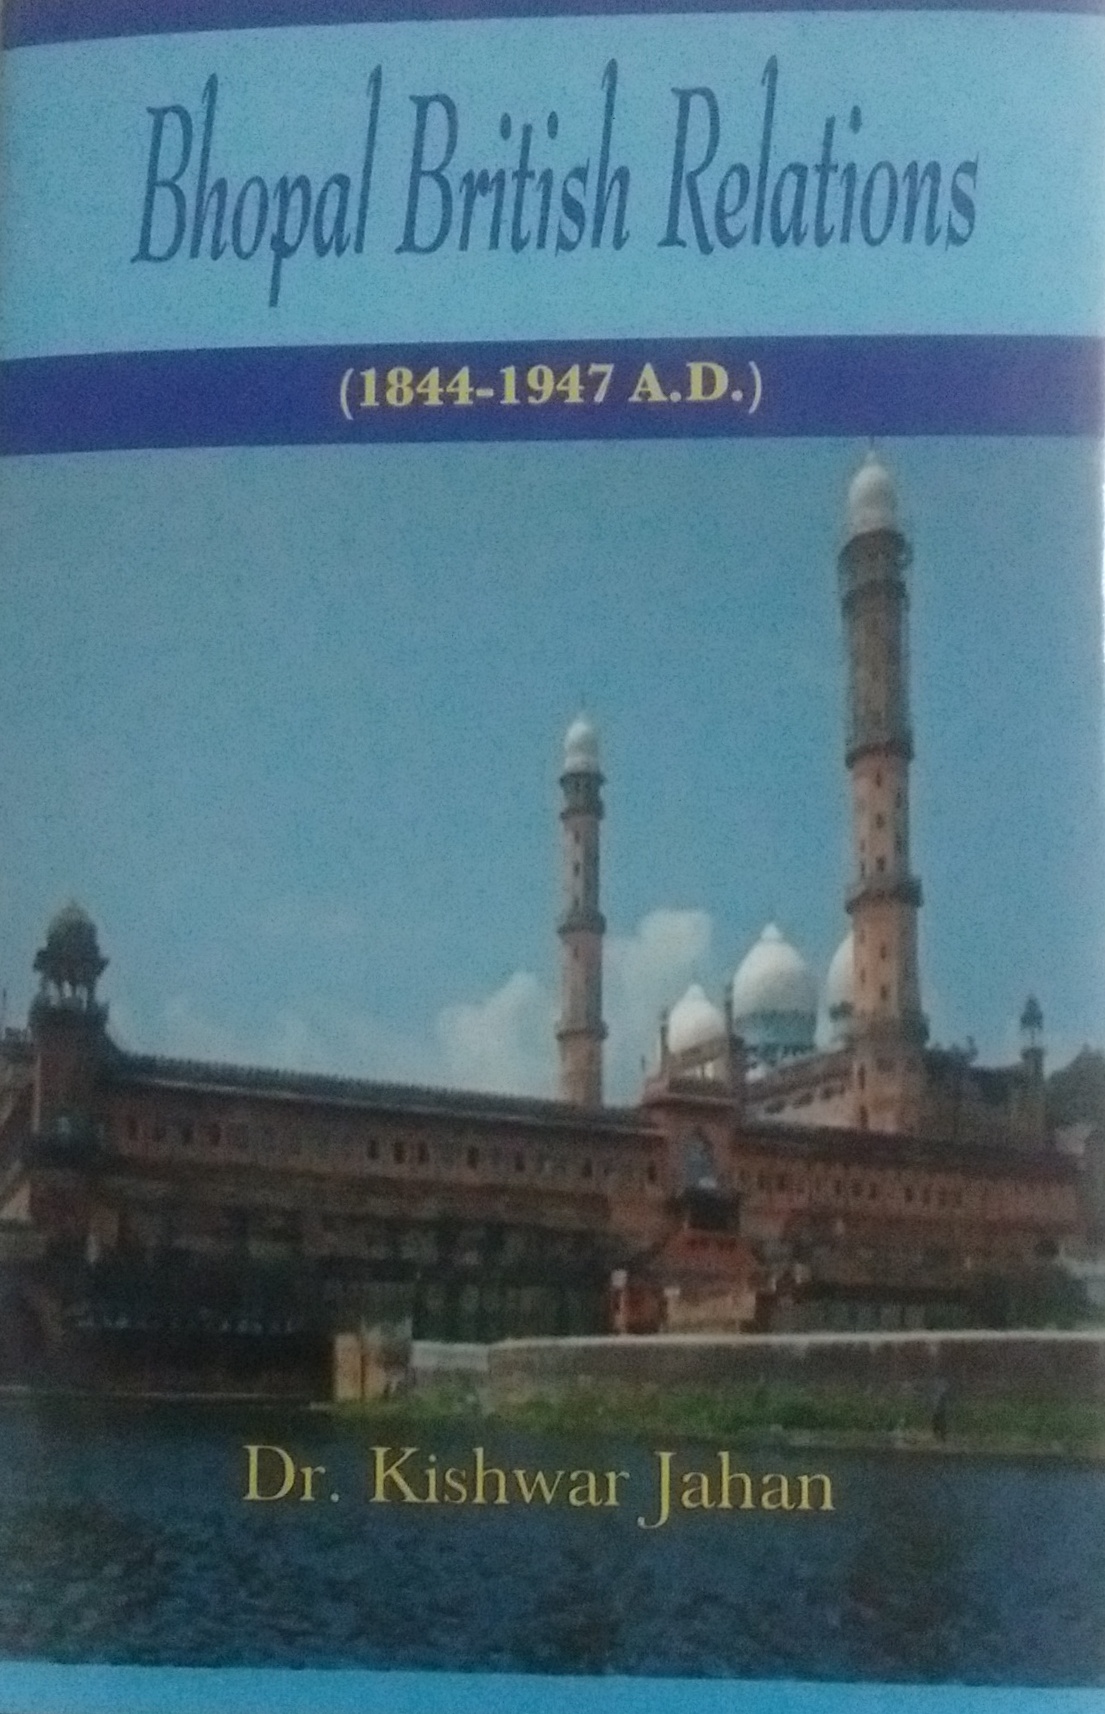 Bhopal British Relations
(1844-1947 A.D.)
Dr. Kishwar Jahan